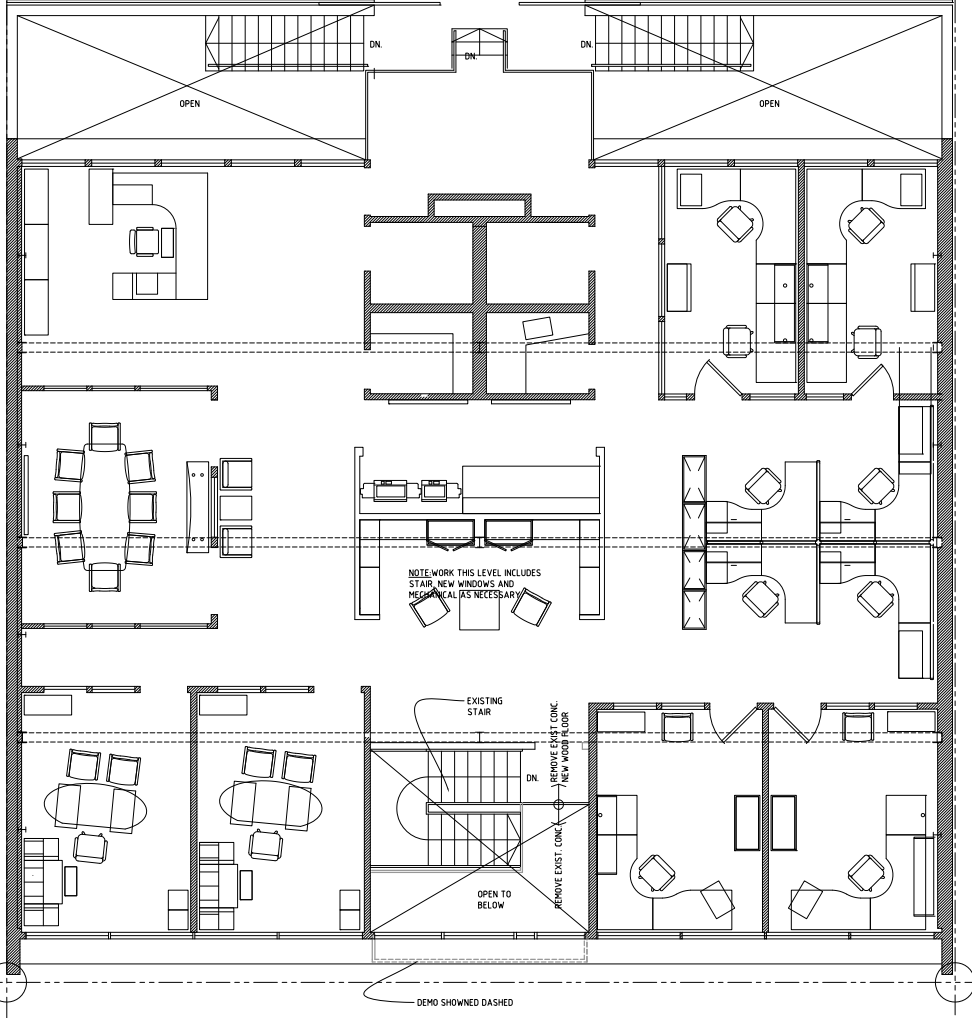 DN.
DN.
DN.
OPEN
OPEN
NOTE:WORK THIS LEVEL INCLUDES
STAIR, NEW WINDOWS AND
MECHANICAL AS NECESSARY
EXISTING
STAIR
REMOVE EXIST CONC.
NEW WOOD FLOOR
DN.
REMOVE EXIST. CONC.
OPEN TO
BELOW
DEMO SHOWNED DASHED